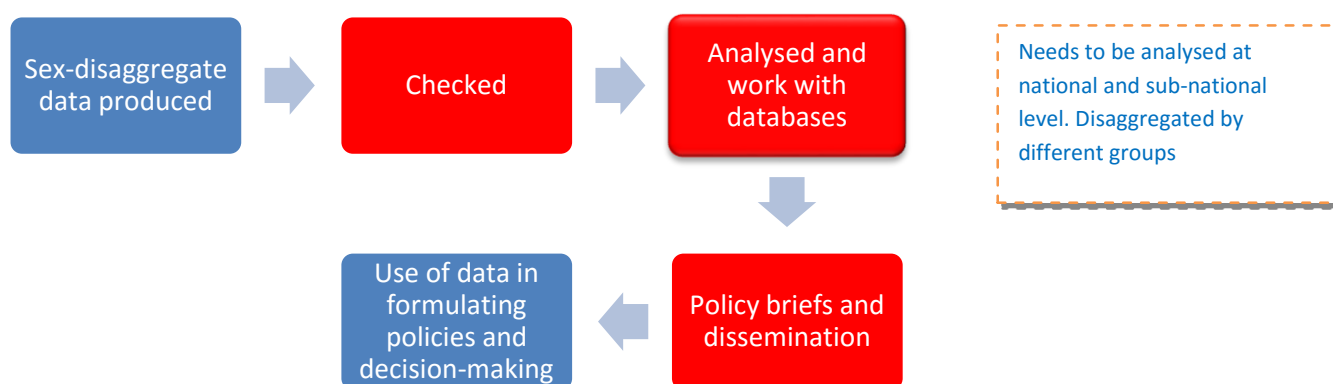 Sex-disaggregate
data produced
Checked
Analysed and
work with
databases
Needs to be analysed at
national and sub-national
level. Disaggregated by
different groups
Use of data in
formulating
policies and
decision-making
Policy briefs and
dissemination